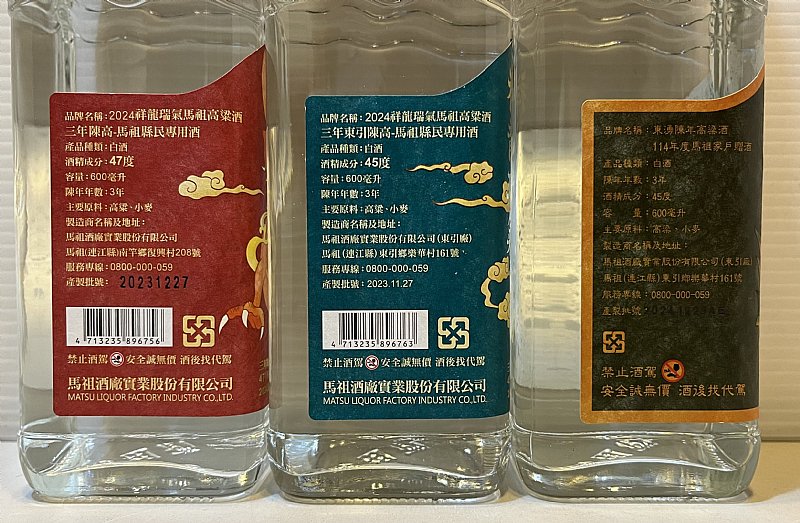 品牌名稱：2024祥龍瑞氣馬祖高粱酒
三年陳高-馬祖縣民專用酒
產品種類：白酒
酒精成分：47度
容量：600毫升
陳年年數：3年
主要原料：高粱、小麥
製造商名稱及地址：
馬祖酒廠實業股份有限公司
馬祖(連江縣)南竿鄉復興村208號
服務專線：0800-000-059
產製批號： 20231227
4 713235 896756
禁止酒駕 安全誠無價 酒後找代駕
馬祖酒廠實業股份有限公司
MATSU LIQUOR FACTORY INDUSTRY CO.,LTD.
品牌名稱：2024祥龍瑞氣馬祖高粱酒
三年東引陳高-馬祖縣民專用酒
產品種類：白酒
酒精成分：45度
容量：600毫升
陳年年數：3年
主要原料：高粱、小麥
製造商名稱及地址：
馬祖酒廠實業股份有限公司(東引廠)
馬祖(連江縣)東引鄉樂華村161號
服務專線：0800-000-059
產製批號：2023.11.27
4 713235 896763
禁止酒駕 安全誠無價 酒後找代駕
馬祖酒廠實業股份有限公司
MATSU LIQUOR FACTORY INDUSTRY CO.,LTD.
品牌名稱：東湧陳年高粱酒
114年度馬祖家戶贈酒
產品種類：白酒
陳年年數：3年
酒精成分：45度
容 量：600毫升
主要原料：高粱、小麥
製造商名稱及地址：
馬祖酒廠實業股份有限公司(東引廠)
馬祖(連江縣)東引鄉樂華村161號
服務專線：0800-000-059
產製批號：
禁止酒駕
安全誠無價 酒後找代駕